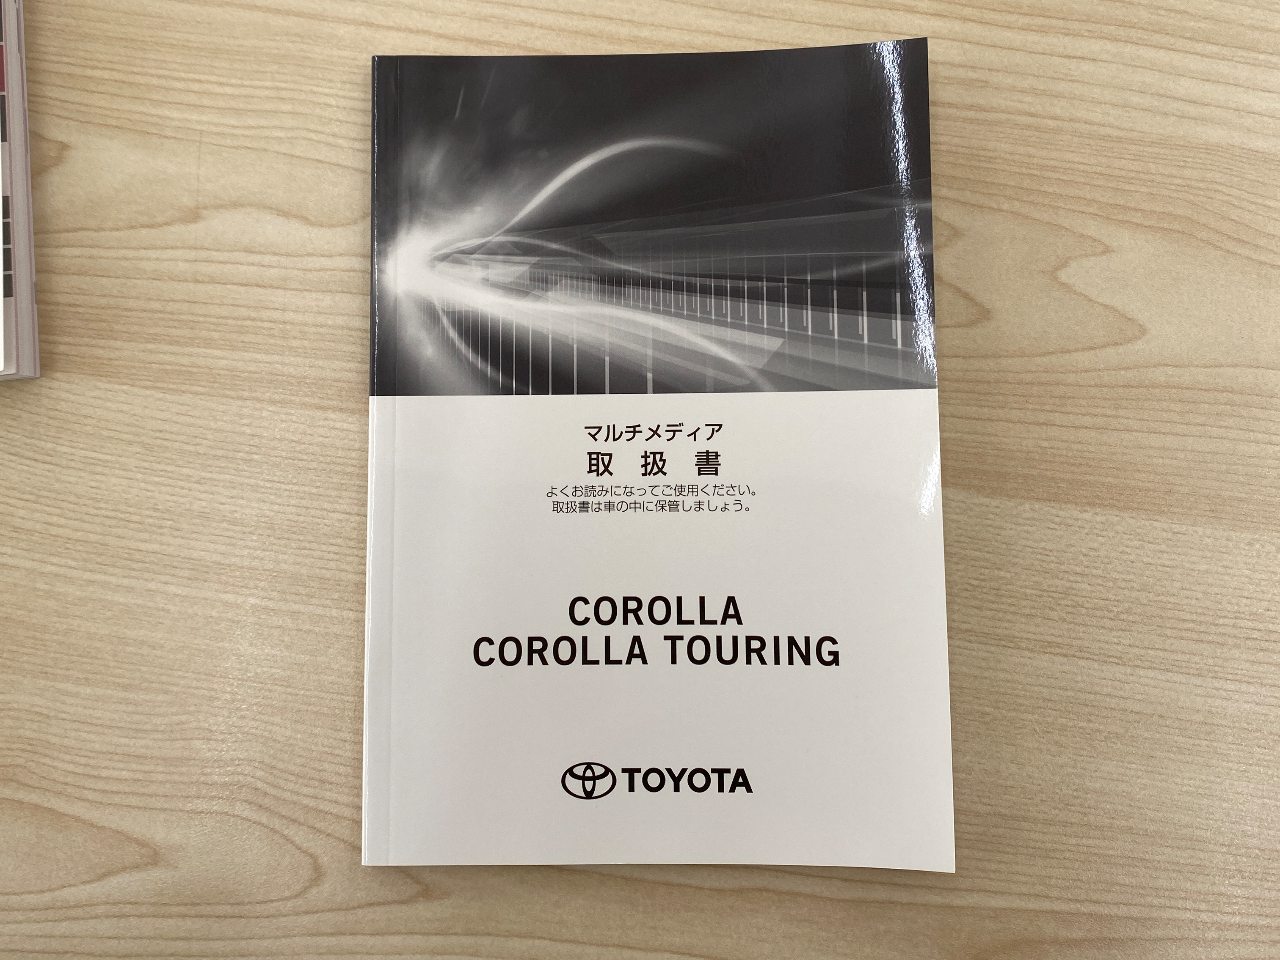 マルチメディア
取扱書
よくお読みになってご使用ください。
取扱書は車の中に保管しましょう。
COROLLA
COROLLA TOURING
TOYOTA